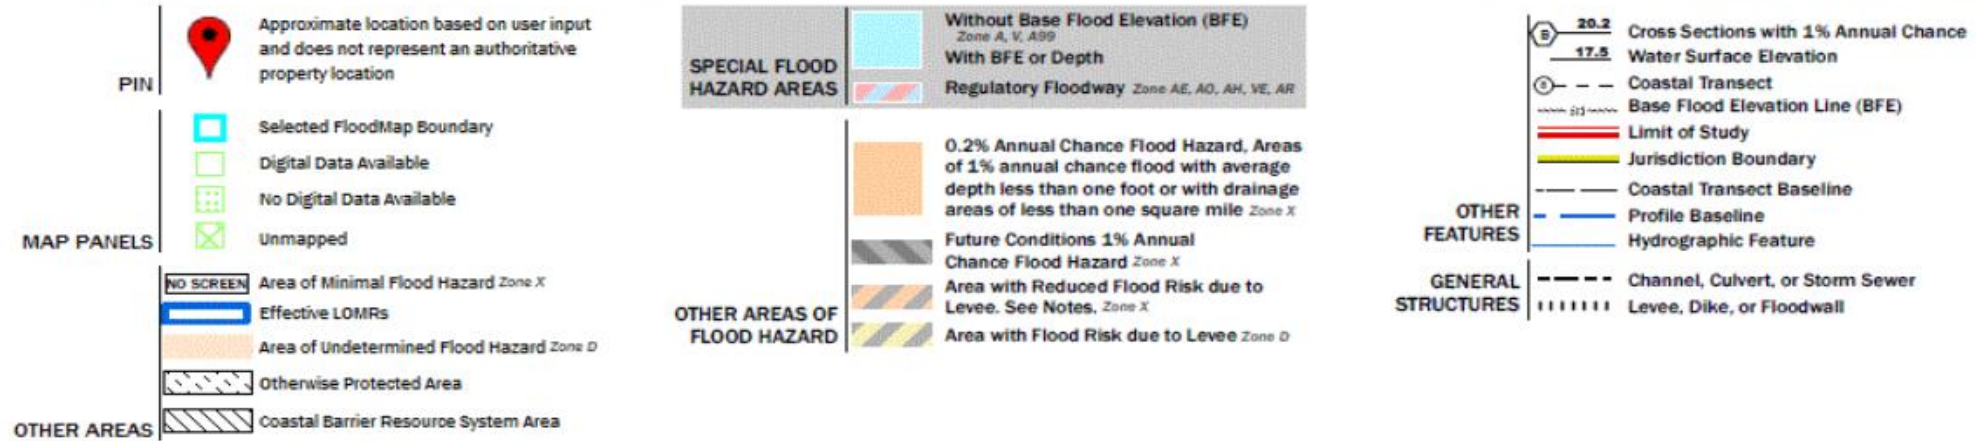 PIN
Approximate location based on user input
and does not represent an authoritative
property location
MAP PANELS
Selected FloodMap Boundary
Digital Data Available
No Digital Data Available
Unmapped
OTHER AREAS
NO SCREEN Area of Minimal Flood Hazard Zone X
Effective LOMRs
Area of Undetermined Flood Hazard Zone D
Otherwise Protected Area
Coastal Barrier Resource System Area
SPECIAL FLOOD
HAZARD AREAS
Without Base Flood Elevation (BFE)
Zone A, V, A99
With BFE or Depth
Regulatory Floodway Zone AE, AO, AH, VE, AR
OTHER AREAS OF
FLOOD HAZARD
0.2% Annual Chance Flood Hazard, Areas
of 1% annual chance flood with average
depth less than one foot or with drainage
areas of less than one square mile Zone X
Future Conditions 1% Annual
Chance Flood Hazard Zone X
Area with Reduced Flood Risk due to
Levee. See Notes. Zone X
Area with Flood Risk due to Levee Zone D
OTHER
FEATURES
B 20.2 Cross Sections with 1% Annual Chance
17.5 Water Surface Elevation
Coastal Transect
Base Flood Elevation Line (BFE)
Limit of Study
Jurisdiction Boundary
Coastal Transect Baseline
Profile Baseline
Hydrographic Feature
GENERAL
STRUCTURES
Channel, Culvert, or Storm Sewer
Levee, Dike, or Floodwall